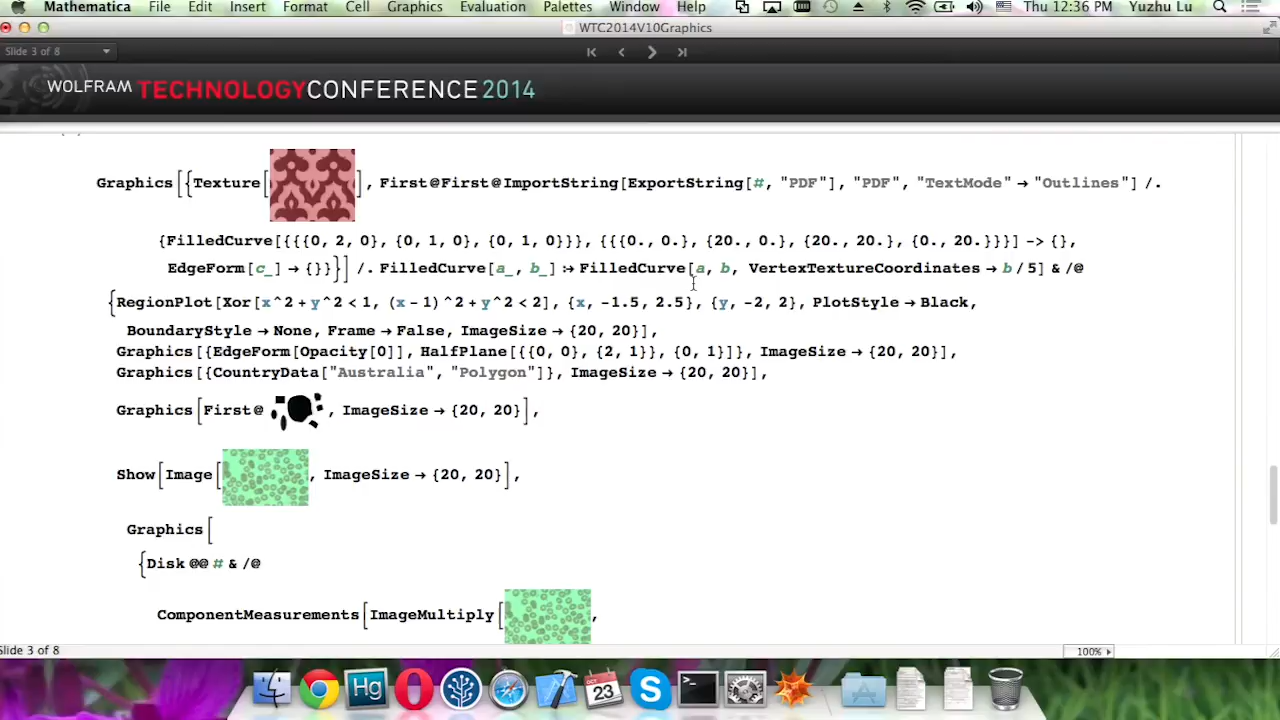 Mathematica File Edit Insert Format Cell Graphics Evaluation Palettes Window Help Thu 12:36 PM Yuzhu Lu
WTC2014V10Graphics
Slide 3 of 8
WOLFRAM TECHNOLOGYCONFERENCE 2014
Graphics[{Texture[ ], First@First@ImportString[ExportString[#, "PDF"], "PDF", "TextMode" → "Outlines"] /.
{FilledCurve[{{{0, 2, 0}, {0, 1, 0}, {0, 1, 0}}}, {{{0., 0.}, {20., 0.}, {20., 20.}, {0., 20.}}}] -> {},
EdgeForm[c_] → {}}}] /. FilledCurve[a_, b_] :→ FilledCurve[a, b, VertexTextureCoordinates → b / 5] & /@
{RegionPlot[Xor[x^2 + y^2 < 1, (x - 1) ^2 + y^2 < 2], {x, -1.5, 2.5}, {y, -2, 2}, PlotStyle → Black,
BoundaryStyle → None, Frame → False, ImageSize → {20, 20}],
Graphics[{EdgeForm[Opacity[0]], HalfPlane[{{0, 0}, {2, 1}}, {0, 1}]}, ImageSize → {20, 20}],
Graphics[{CountryData["Australia", "Polygon"]}, ImageSize → {20, 20}],
Graphics[First@ , ImageSize → {20, 20}],
Show[Image[ , ImageSize → {20, 20}],
Graphics[
{Disk @@ # & /@
ComponentMeasurements[ImageMultiply[ ,
Slide 3 of 8
100%
Hg
OCT
23